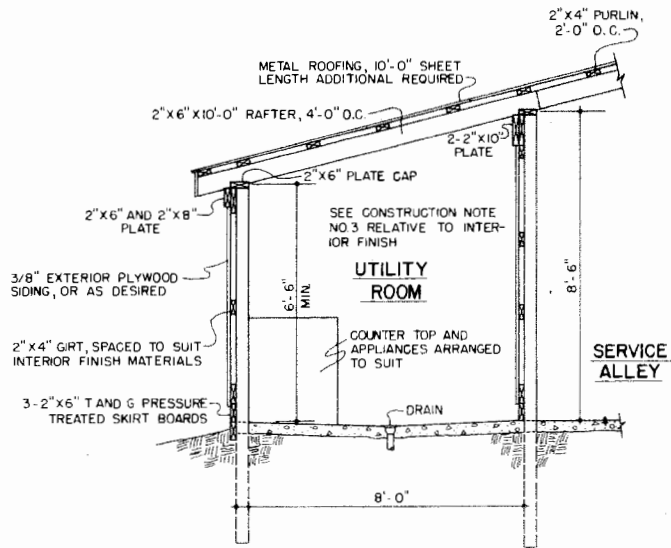 2"X4" PURLIN,
2'-0" O.C.
METAL ROOFING, 10'-0" SHEET
LENGTH ADDITIONAL REQUIRED
2"X6"X10'-0" RAFTER, 4'-0" O.C.
2-2"X10"
PLATE
2"X6" PLATE CAP
2"X6" AND 2"X8"
PLATE
SEE CONSTRUCTION NOTE
NO.3 RELATIVE TO INTER-
IOR FINISH
3/8" EXTERIOR PLYWOOD
SIDING, OR AS DESIRED
UTILITY
ROOM
6'-6"
MIN.
8'-6"
2"X4" GIRT, SPACED TO SUIT
INTERIOR FINISH MATERIALS
COUNTER TOP AND
APPLIANCES ARRANGED
TO SUIT
SERVICE
ALLEY
3-2"X6" T AND G PRESSURE
TREATED SKIRT BOARDS
DRAIN
8'-0"